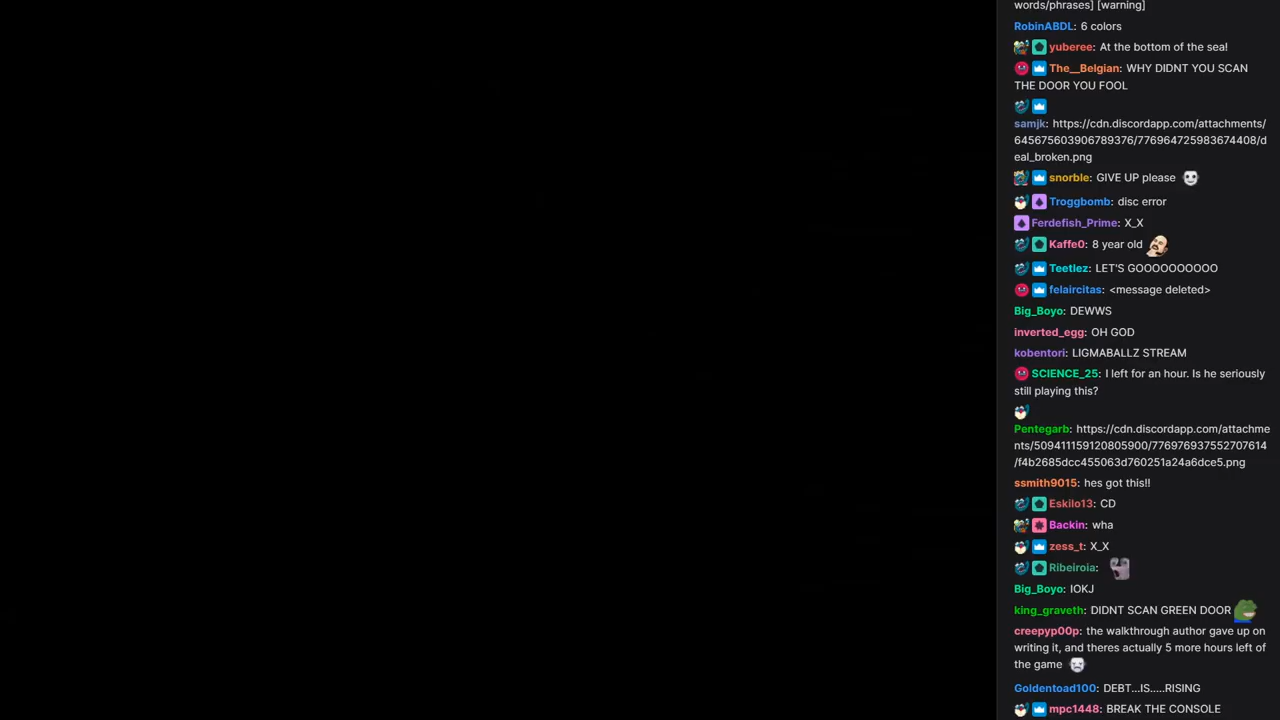 words/phrases] [warning]
RobinABDL: 6 colors
yuberee: At the bottom of the sea!
The__Belgian: WHY DIDNT YOU SCAN
THE DOOR YOU FOOL
samjk: https://cdn.discordapp.com/attachments/
645675603906789376/776964725983674408/d
eal_broken.png
snorble: GIVE UP please
Troggbomb: disc error
Ferdefish_Prime: X_X
Kaffe0: 8 year old
Teetlez: LET'S GOOOOOOOOOO
felaircitas: <message deleted>
Big_Boyo: DEWWS
inverted_egg: OH GOD
kobentori: LIGMABALLZ STREAM
SCIENCE_25: I left for an hour. Is he seriously
still playing this?
Pentegarb: https://cdn.discordapp.com/attachme
nts/509411159120805900/776976937552707614
/f4b2685dcc455063d760251a24a6dce5.png
ssmith9015: hes got this!!
Eskilo13: CD
Backin: wha
zess_t: X_X
Ribeiroia:
Big_Boyo: IOKJ
king_graveth: DIDNT SCAN GREEN DOOR
creepyp00p: the walkthrough author gave up on
writing it, and theres actually 5 more hours left of
the game
Goldentoad100: DEBT...IS.....RISING
mpc1448: BREAK THE CONSOLE